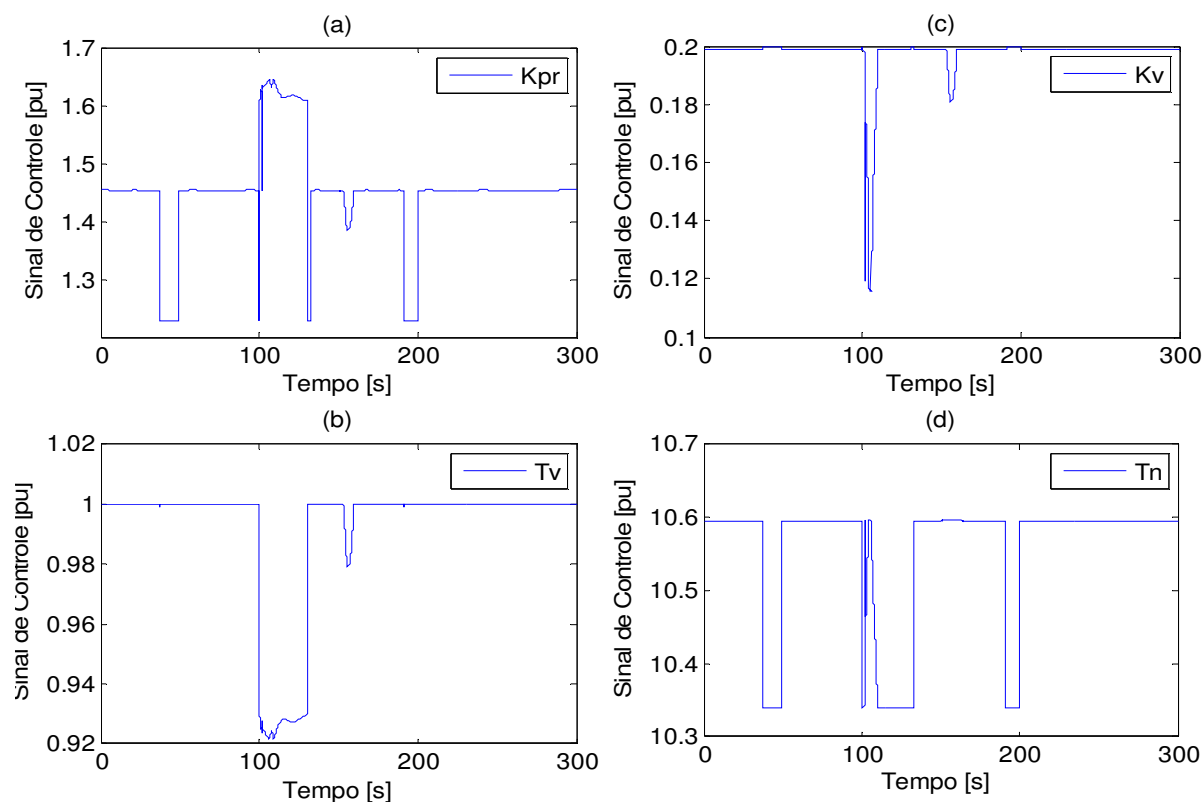 (a)
1.7
1.6
1.5
1.4
1.3
Sinal de Controle [pu]
Kpr
0
100
200
300
Tempo [s]
(c)
0.2
0.18
0.16
0.14
0.12
0.1
Sinal de Controle [pu]
Kv
0
100
200
300
Tempo [s]
(b)
1.02
1
0.98
0.96
0.94
0.92
Sinal de Controle [pu]
Tv
0
100
200
300
Tempo [s]
(d)
10.7
10.6
10.5
10.4
10.3
Sinal de Controle [pu]
Tn
0
100
200
300
Tempo [s]